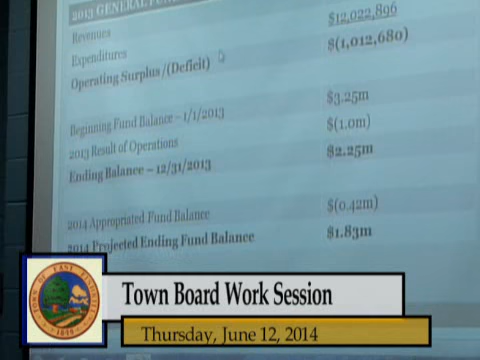 2013 GENERAL FUND
Revenues
Expenditures $12,022,896
Operating Surplus/(Deficit) $(1,012,680)
Beginning Fund Balance – 1/1/2013 $3.25m
2013 Result of Operations $(1.0m)
Ending Balance – 12/31/2013 $2.25m
2014 Appropriated Fund Balance $(0.42m)
2014 Projected Ending Fund Balance $1.83m
Town Board Work Session
Thursday, June 12, 2014